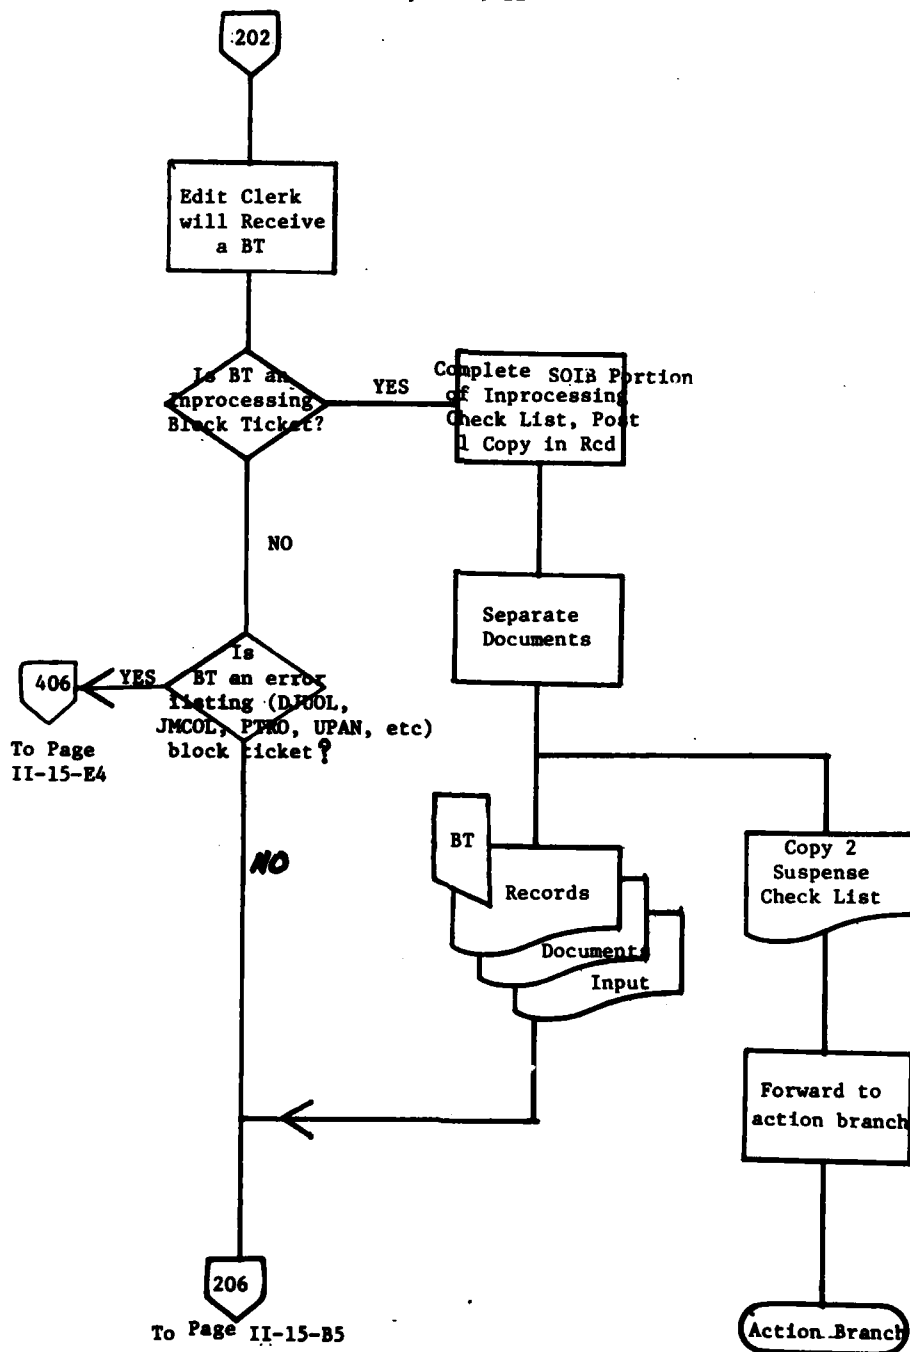 202
Edit Clerk
will Receive
a BT
Is BT an
Inprocessing
Block Ticket?
YES
Complete SOIB Portion
of Inprocessing
Check List, Post
1 Copy in Rcd
NO
Separate
Documents
Is
BT an error
listing (DJUOL,
JMCOL, PTRO, UPAN, etc)
block ticket?
YES
406
To Page
II-15-E4
NO
BT
Records
Documents
Input
Copy 2
Suspense
Check List
Forward to
action branch
206
To Page II-15-B5
Action Branch